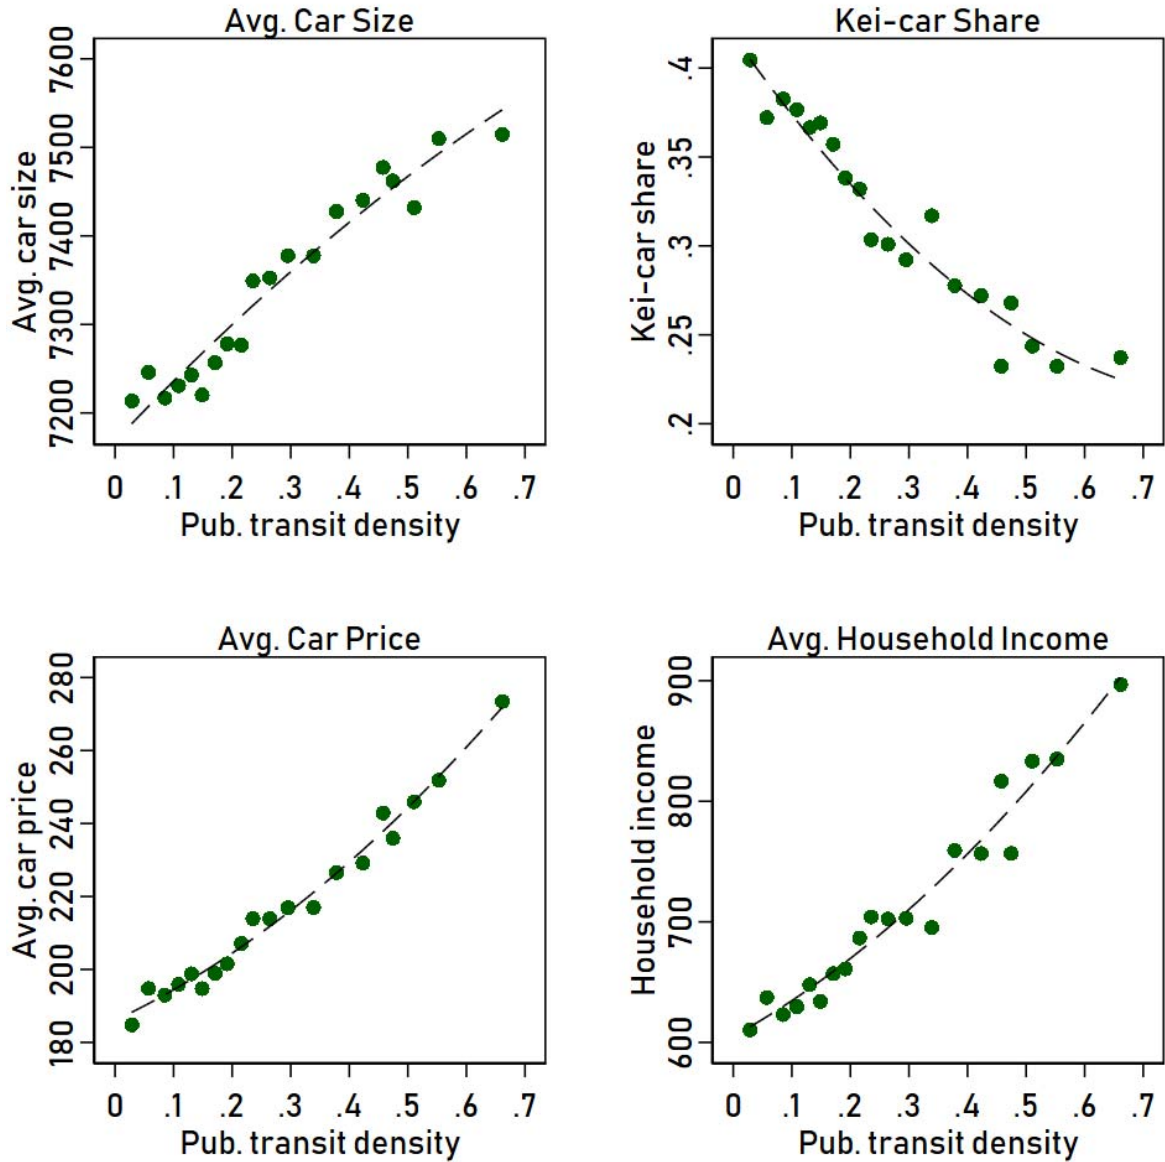 Avg. Car Size
Avg. car size
7600
7500
7400
7300
7200
0 .1 .2 .3 .4 .5 .6 .7
Pub. transit density
Kei-car Share
Kei-car share
.4
.35
.3
.25
.2
0 .1 .2 .3 .4 .5 .6 .7
Pub. transit density
Avg. Car Price
Avg. car price
280
260
240
220
200
180
0 .1 .2 .3 .4 .5 .6 .7
Pub. transit density
Avg. Household Income
Household income
900
800
700
600
0 .1 .2 .3 .4 .5 .6 .7
Pub. transit density